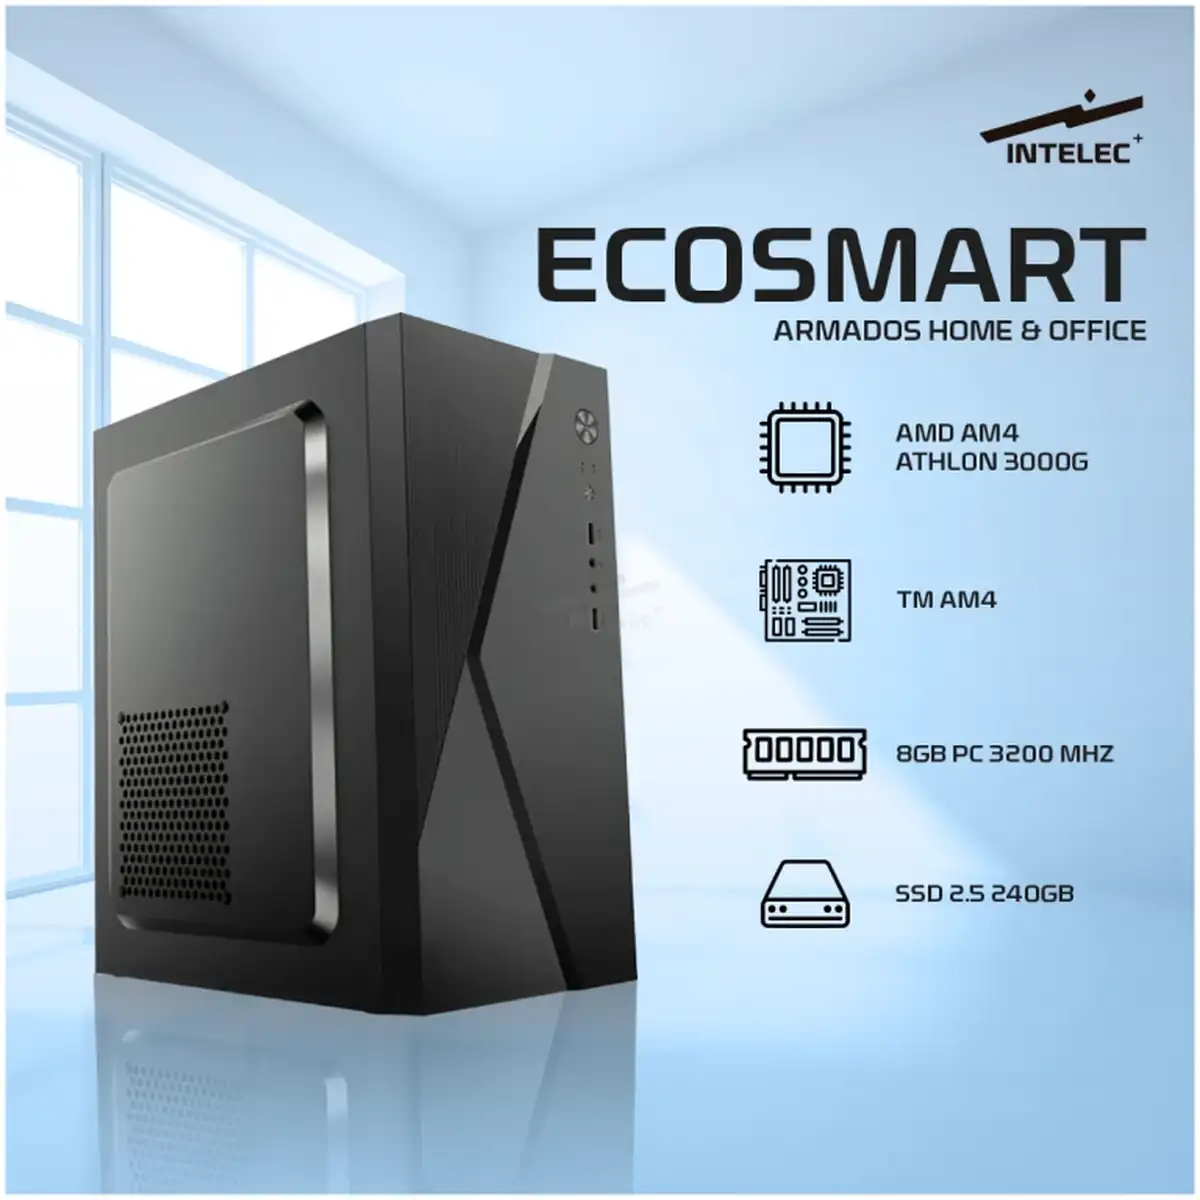 INTELEC+
ECOSMART
ARMADOS HOME & OFFICE
AMD AM4
ATHLON 3000G
TM AM4
8GB PC 3200 MHZ
SSD 2.5 240GB